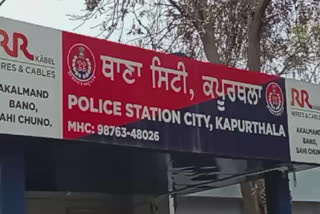 RR
KABEL
WIRES & CABLES
AKALMAND
BANO,
SAHI CHUNO.
ਥਾਣਾ ਸਿਟੀ, ਕਪੂਰਥਲਾ
POLICE STATION CITY, KAPURTHALA
MHC: 98763-48026
RR
KABEL
WIRES & CABLES
AKALMAND
BANO,
SAHI CHUNO.